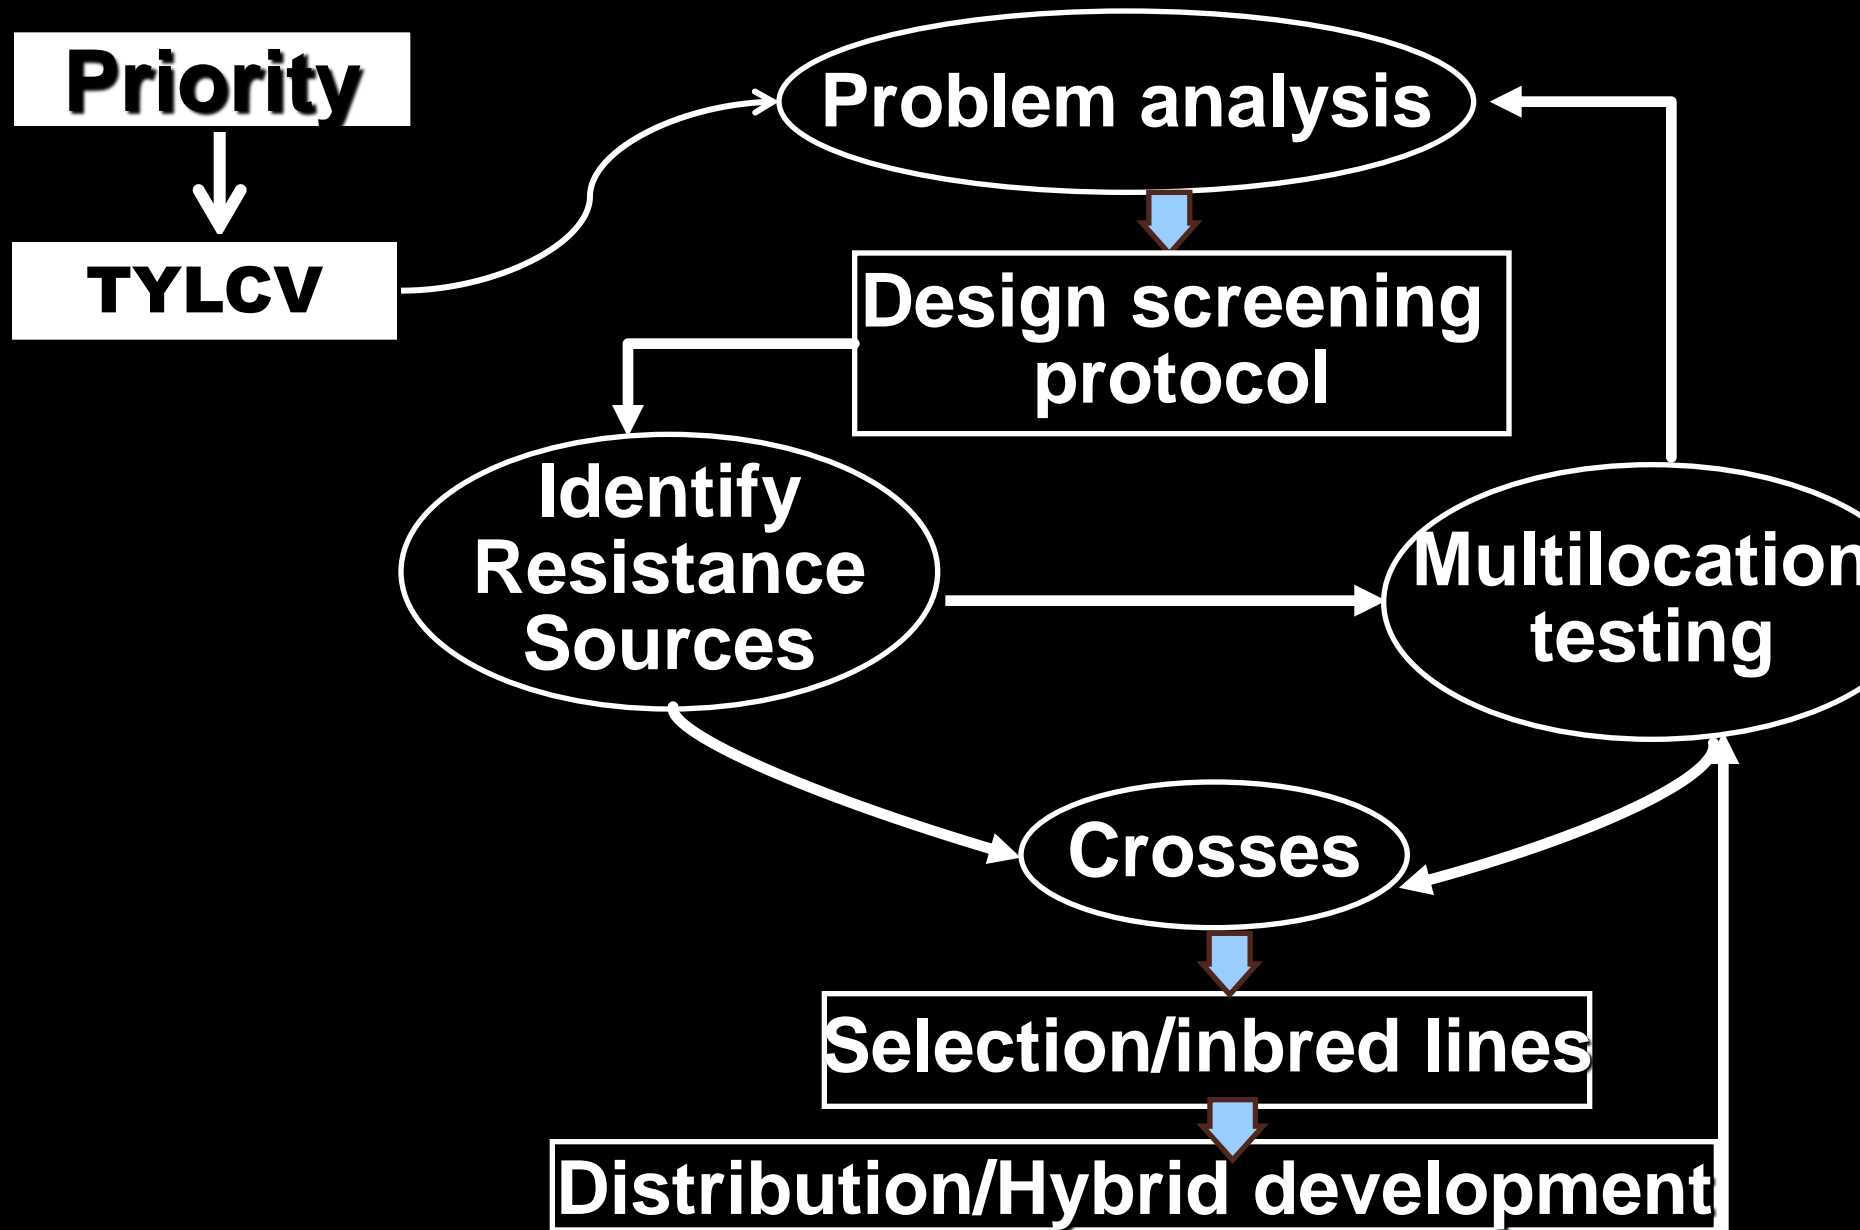 Priority
TYLCV
Problem analysis
Design screening
protocol
Identify
Resistance
Sources
Multilocation
testing
Crosses
Selection/inbred lines
Distribution/Hybrid development